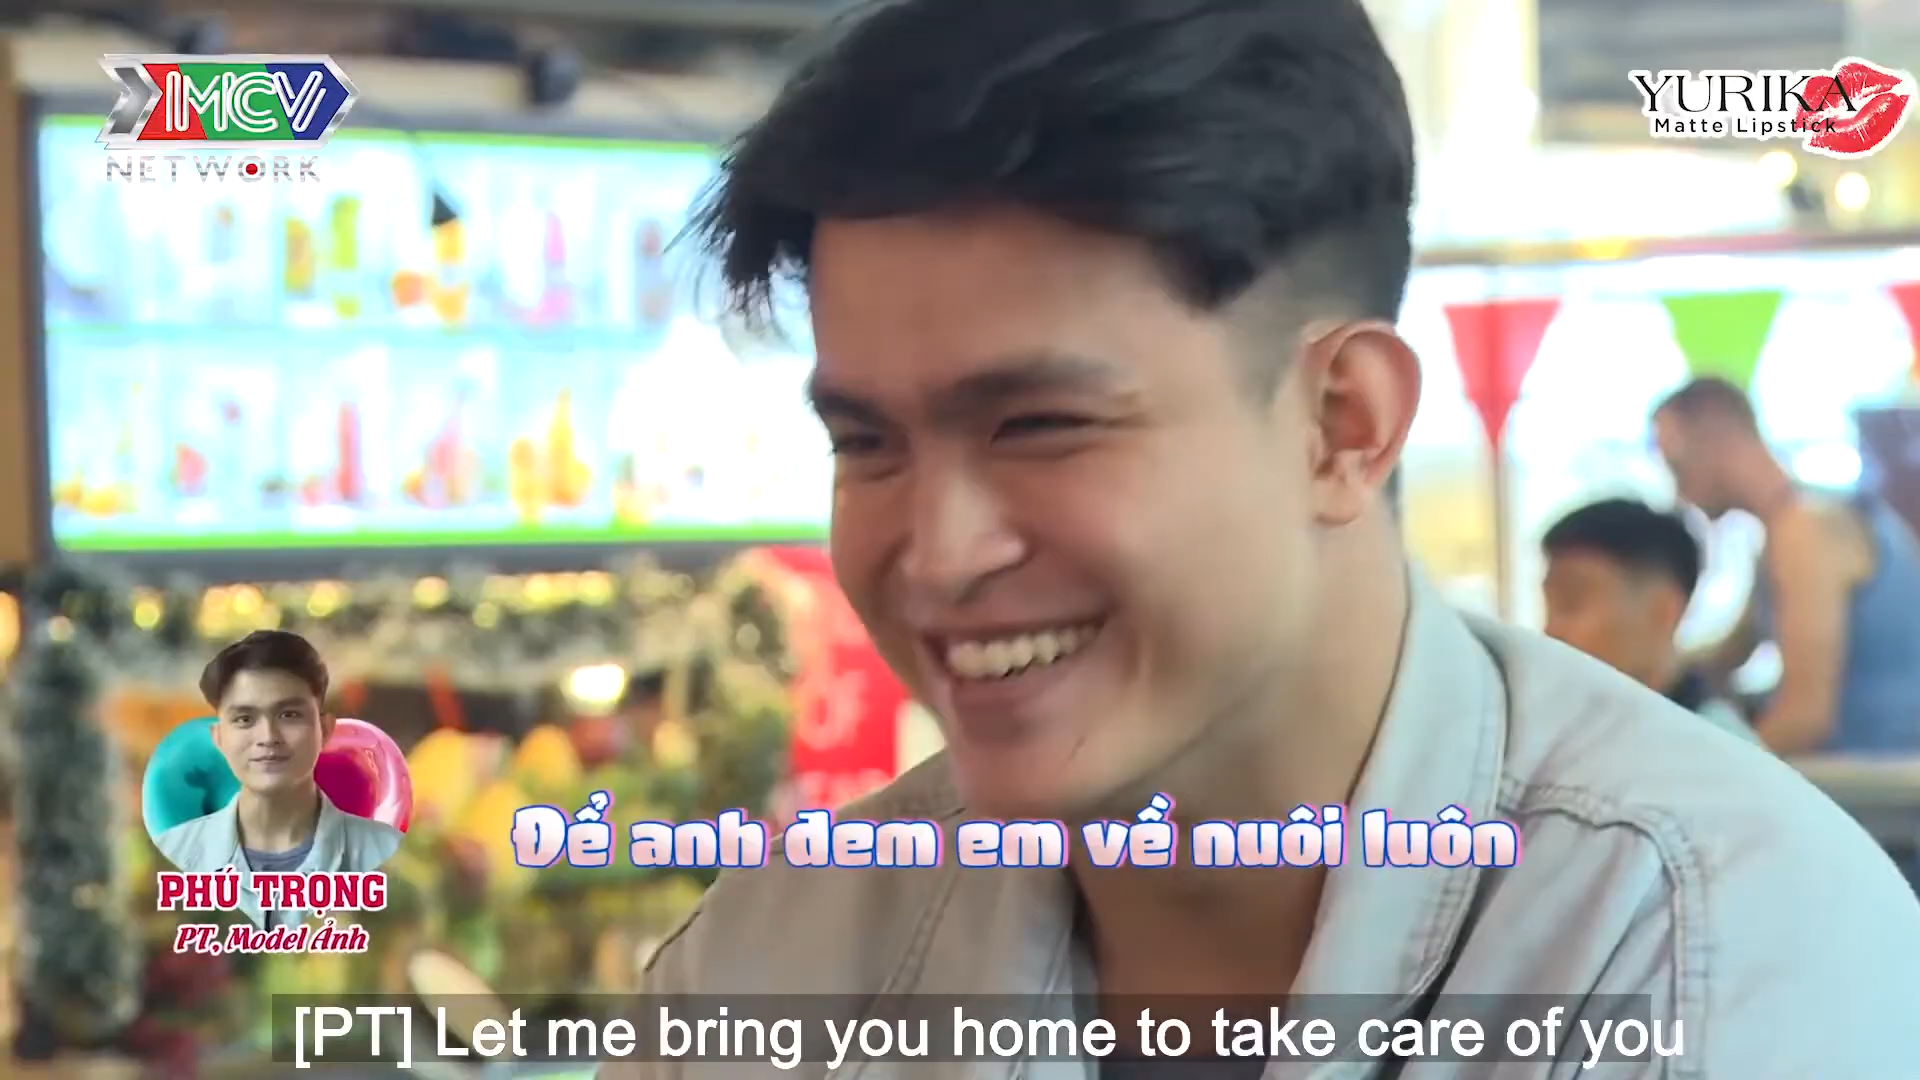 MCV
NETWORK
YURIKA
Matte Lipstick
PHÚ TRỌNG
PT, Model Ảnh
Để anh đem em về nuôi luôn
[PT] Let me bring you home to take care of you